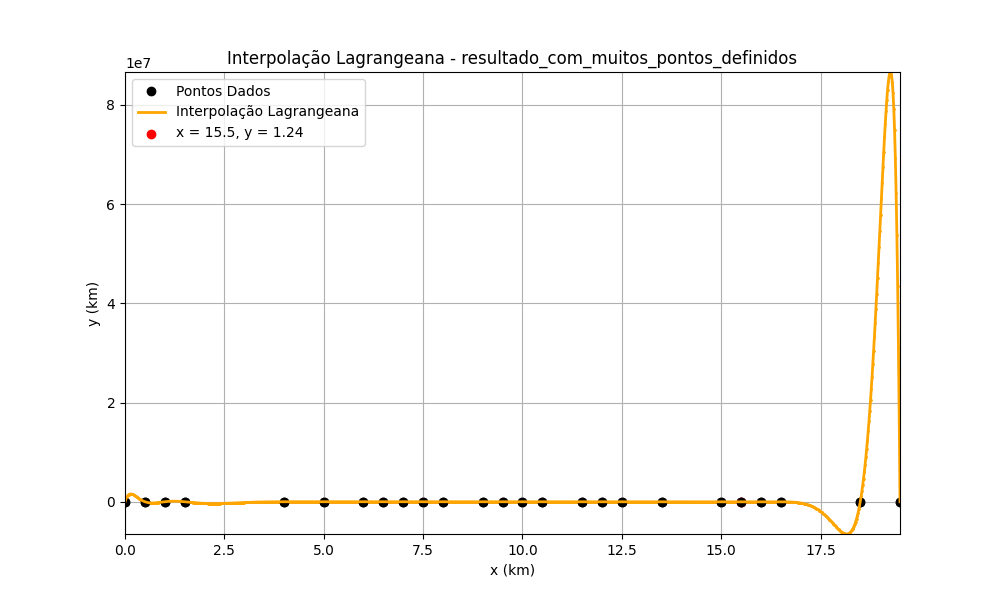 Interpolação Lagrangeana - resultado_com_muitos_pontos_definidos
1e7
Pontos Dados
Interpolação Lagrangeana
x = 15.5, y = 1.24
8
6
4
2
0
y (km)
0.0 2.5 5.0 7.5 10.0 12.5 15.0 17.5
x (km)